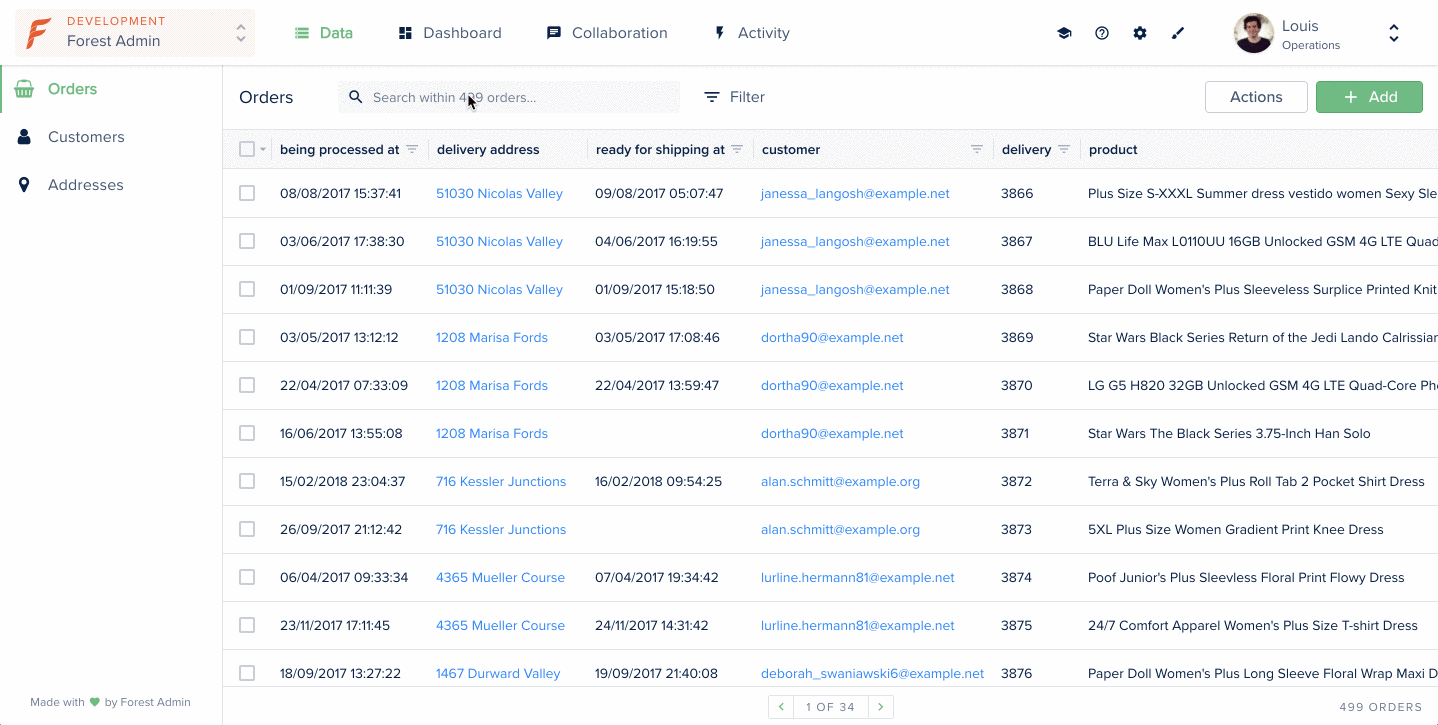 DEVELOPMENT
Forest Admin
Data
Dashboard
Collaboration
Activity
Louis
Operations
Orders
Customers
Addresses
Orders
Search within 499 orders...
Filter
Actions
+ Add
being processed at
delivery address
ready for shipping at
customer
delivery
product
08/08/2017 15:37:41 51030 Nicolas Valley 09/08/2017 05:07:47 janessa_langosh@example.net 3866 Plus Size S-XXXL Summer dress vestido women Sexy Sle
03/06/2017 17:38:30 51030 Nicolas Valley 04/06/2017 16:19:55 janessa_langosh@example.net 3867 BLU Life Max L0110UU 16GB Unlocked GSM 4G LTE Quad
01/09/2017 11:11:39 51030 Nicolas Valley 01/09/2017 15:18:50 janessa_langosh@example.net 3868 Paper Doll Women's Plus Sleeveless Surplice Printed Knit
03/05/2017 13:12:12 1208 Marisa Fords 03/05/2017 17:08:46 dortha90@example.net 3869 Star Wars Black Series Return of the Jedi Lando Calrissian
22/04/2017 07:33:09 1208 Marisa Fords 22/04/2017 13:59:47 dortha90@example.net 3870 LG G5 H820 32GB Unlocked GSM 4G LTE Quad-Core Pho
16/06/2017 13:55:08 1208 Marisa Fords dortha90@example.net 3871 Star Wars The Black Series 3.75-Inch Han Solo
15/02/2018 23:04:37 716 Kessler Junctions 16/02/2018 09:54:25 alan.schmitt@example.org 3872 Terra & Sky Women's Plus Roll Tab 2 Pocket Shirt Dress
26/09/2017 21:12:42 716 Kessler Junctions alan.schmitt@example.org 3873 5XL Plus Size Women Gradient Print Knee Dress
06/04/2017 09:33:34 4365 Mueller Course 07/04/2017 19:34:42 lurline.hermann81@example.net 3874 Poof Junior's Plus Sleevless Floral Print Flowy Dress
23/11/2017 17:11:45 4365 Mueller Course 24/11/2017 14:31:42 lurline.hermann81@example.net 3875 24/7 Comfort Apparel Women's Plus Size T-shirt Dress
18/09/2017 13:27:22 1467 Durward Valley 19/09/2017 21:40:08 deborah_swaniawski6@example.net 3876 Paper Doll Women's Plus Long Sleeve Floral Wrap Maxi D
Made with by Forest Admin
1 OF 34
499 ORDERS